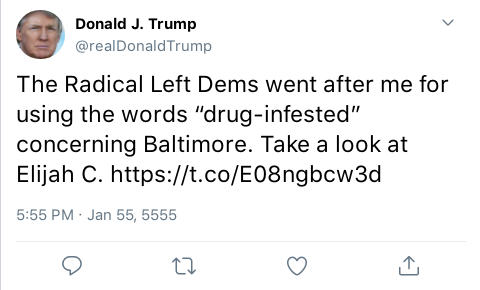 Donald J. Trump
@realDonaldTrump
The Radical Left Dems went after me for
using the words “drug-infested”
concerning Baltimore. Take a look at
Elijah C. https://t.co/E08ngbcw3d
5:55 PM · Jan 55, 5555